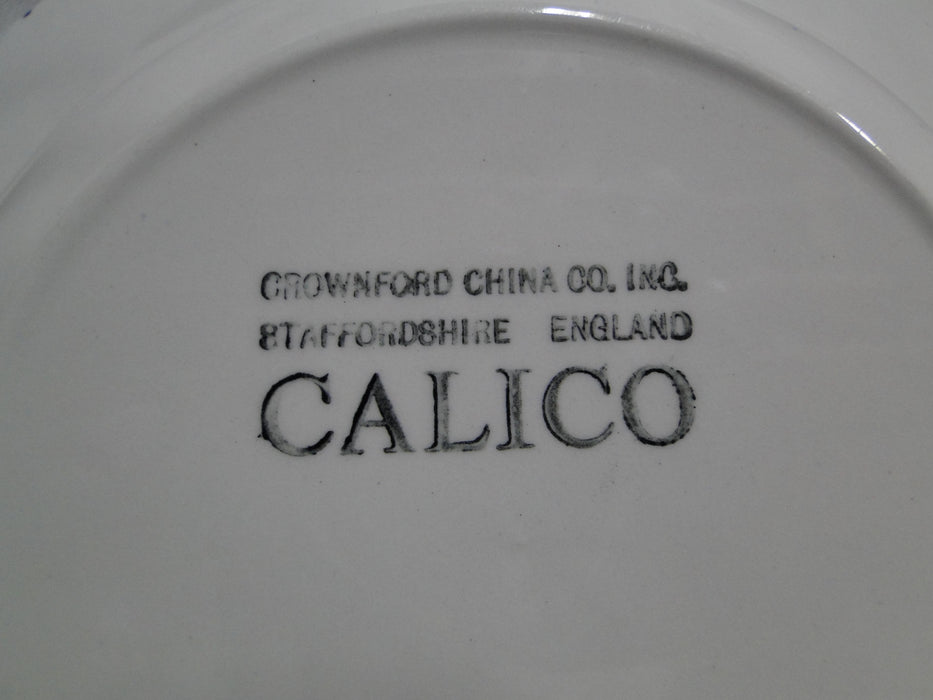 CROWNFORD CHINA CO. INC.
STAFFORDSHIRE ENGLAND
CALICO